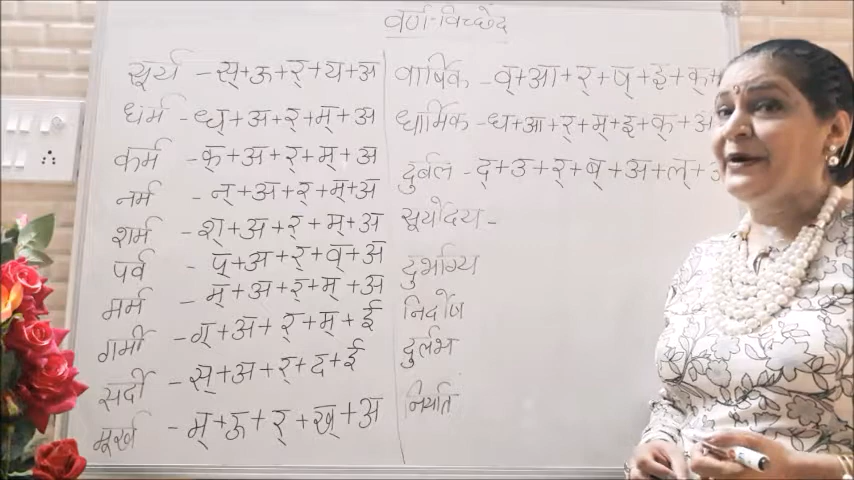 वर्ण-विच्छेद
सूर्य - स्+ऊ+र्+य+अ
धर्म - ध्+अ+र्+म्+अ
कर्म - क्+अ+र्+म्+अ
नर्म - न्+अ+र्+म्+अ
शर्म - श्+अ+र्+म्+अ
पर्व - प्+अ+र्+व्+अ
मर्म - म्+अ+र्+म्+अ
गर्मी - ग्+अ+र्+म्+ई
सर्दी - स्+अ+र्+द+ई
मूर्ख - म्+ऊ+र्+ख्+अ
वार्षिक - व्+आ+र्+ष्+इ+क्+
धार्मिक - ध+आ+र्+म्+इ+क्+अ
दुर्बल - द्+उ+र्+ब्+अ+ल्+
सूर्योदय -
दुर्भाग्य
निर्दोष
दुर्लभ
निर्यात